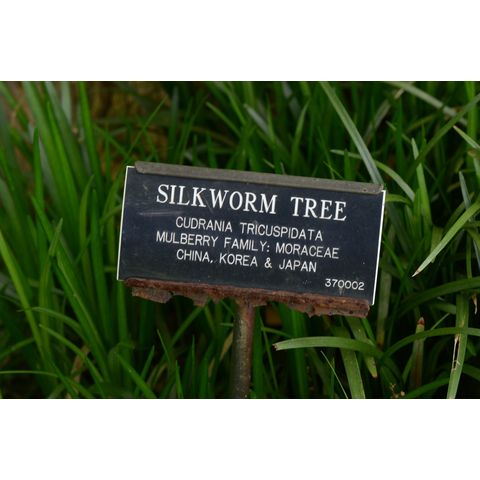 SILKWORM TREE
CUDRANIA TRICUSPIDATA
MULBERRY FAMILY: MORACEAE
CHINA, KOREA & JAPAN
370002